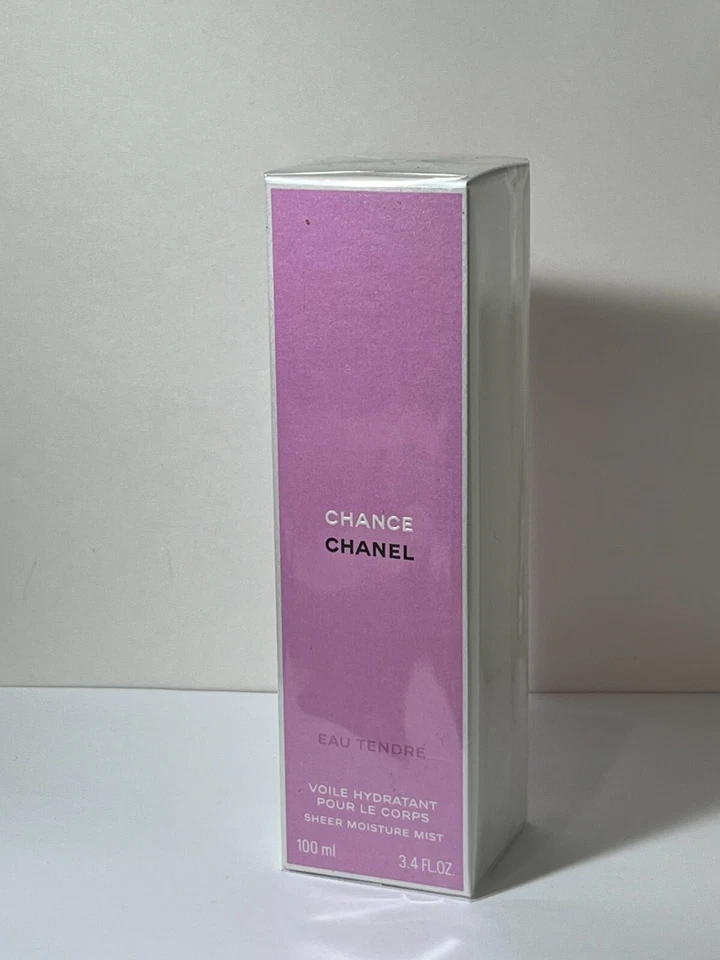 CHANCE
CHANEL
EAU TENDRE
VOILE HYDRATANT
POUR LE CORPS
SHEER MOISTURE MIST
100 ml 3.4 FL.OZ.